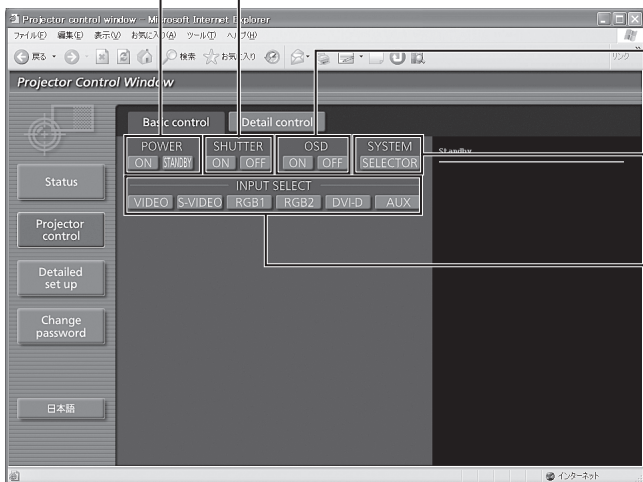 Projector control window - Microsoft Internet Explorer
ファイル(F) 編集(E) 表示(V) お気に入り(A) ツール(T) ヘルプ(H)
戻る 検索 お気に入り リンク
Projector Control Window
Basic control Detail control
POWER SHUTTER OSD SYSTEM
ON STANDBY ON OFF ON OFF SELECTOR
Standby
INPUT SELECT
VIDEO S-VIDEO RGB1 RGB2 DVI-D AUX
Status
Projector
control
Detailed
set up
Change
password
日本語
インターネット